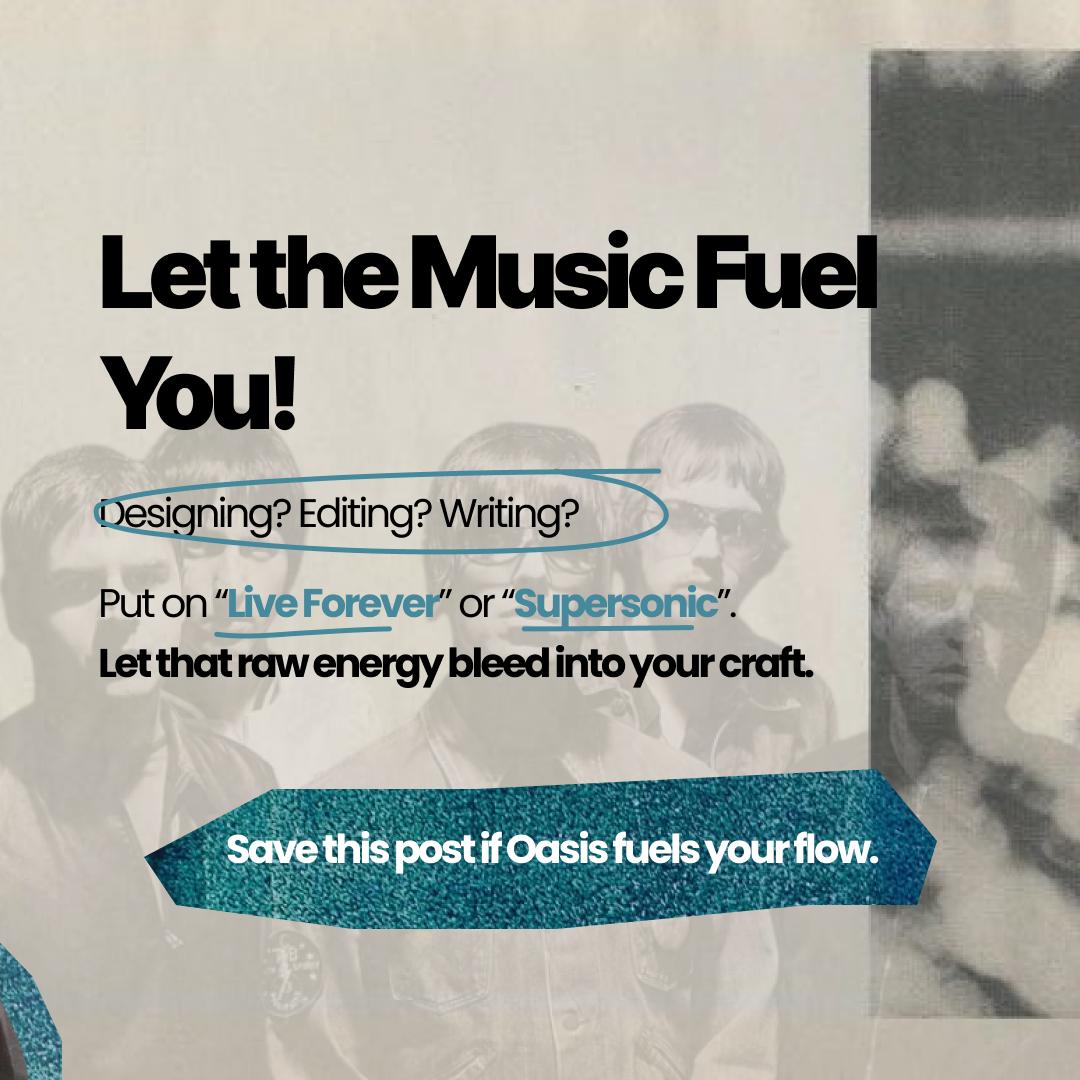 Let the Music Fuel
You!
Designing? Editing? Writing?
Put on “Live Forever” or “Supersonic”.
Let that raw energy bleed into your craft.
Save this post if Oasis fuels your flow.